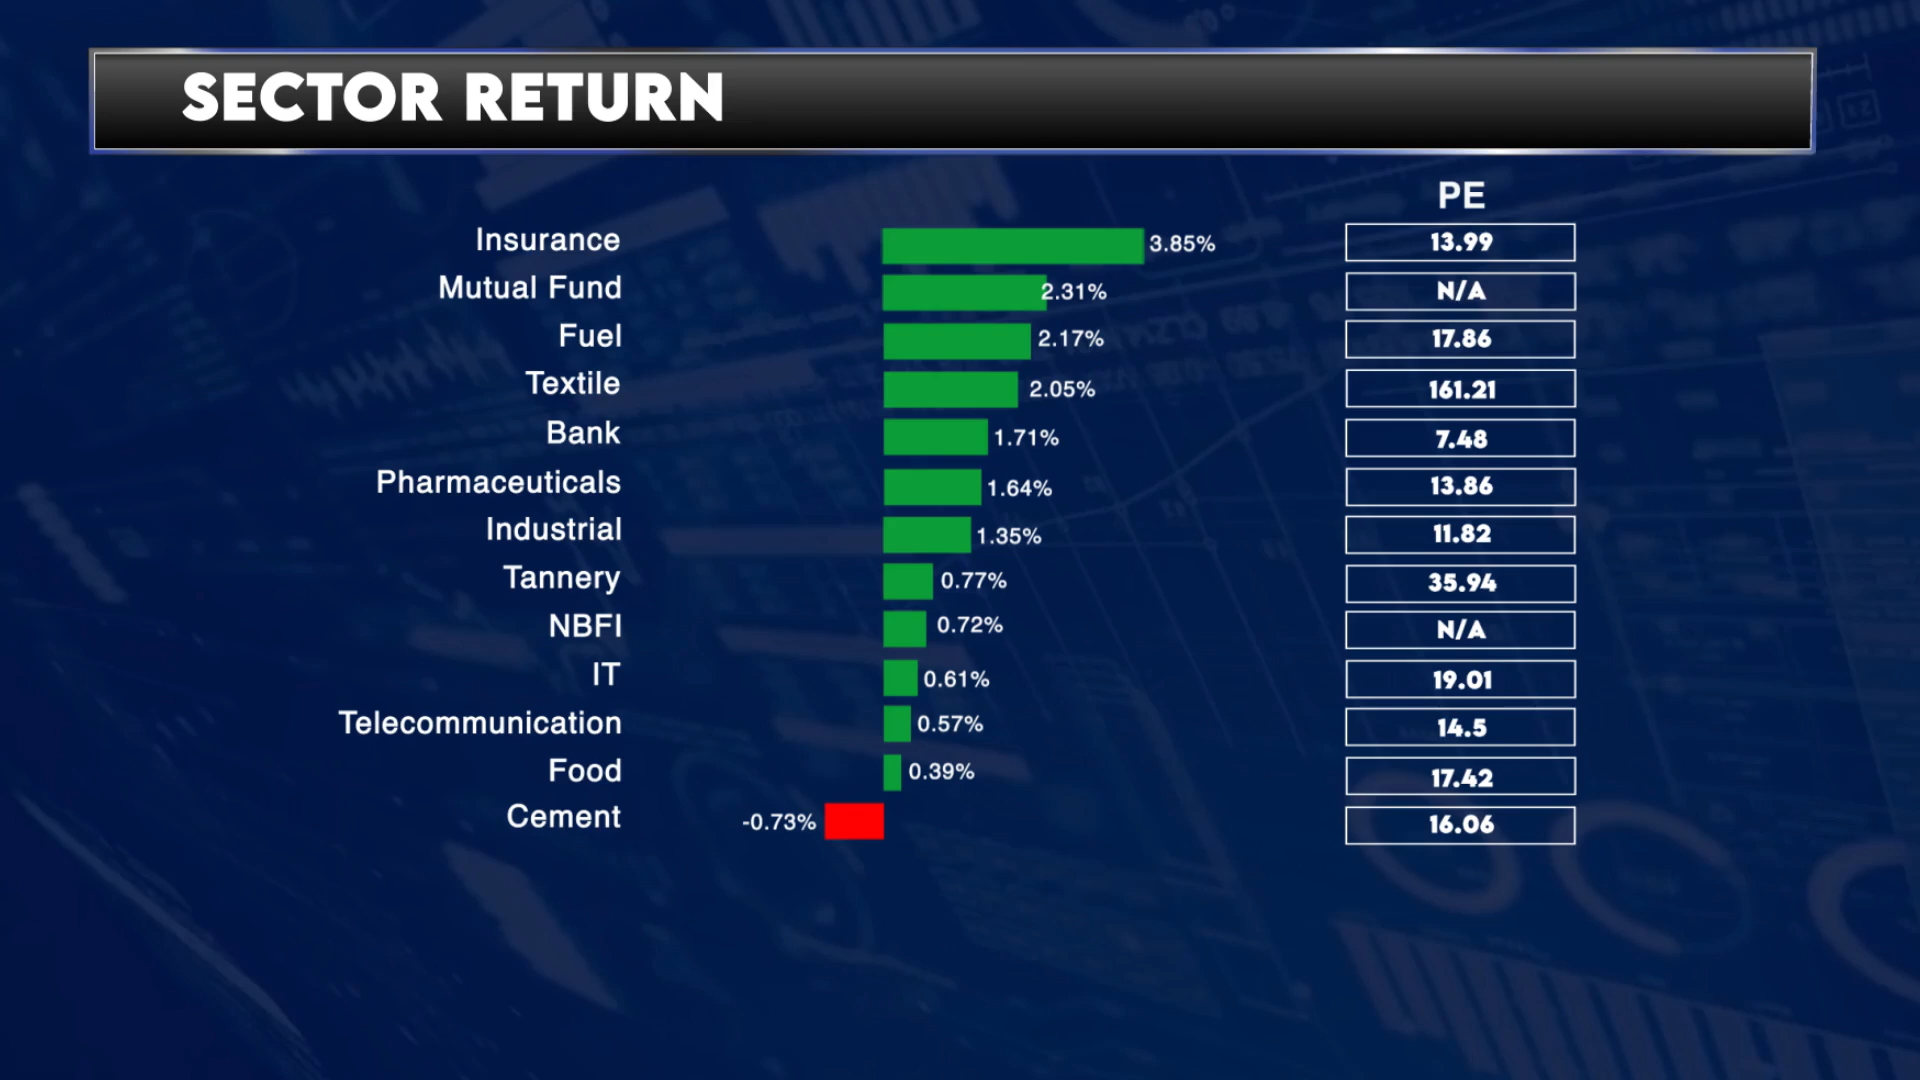 SECTOR RETURN
PE
Insurance 3.85% 13.99
Mutual Fund 2.31% N/A
Fuel 2.17% 17.86
Textile 2.05% 161.21
Bank 1.71% 7.48
Pharmaceuticals 1.64% 13.86
Industrial 1.35% 11.82
Tannery 0.77% 35.94
NBFI 0.72% N/A
IT 0.61% 19.01
Telecommunication 0.57% 14.5
Food 0.39% 17.42
Cement -0.73% 16.06